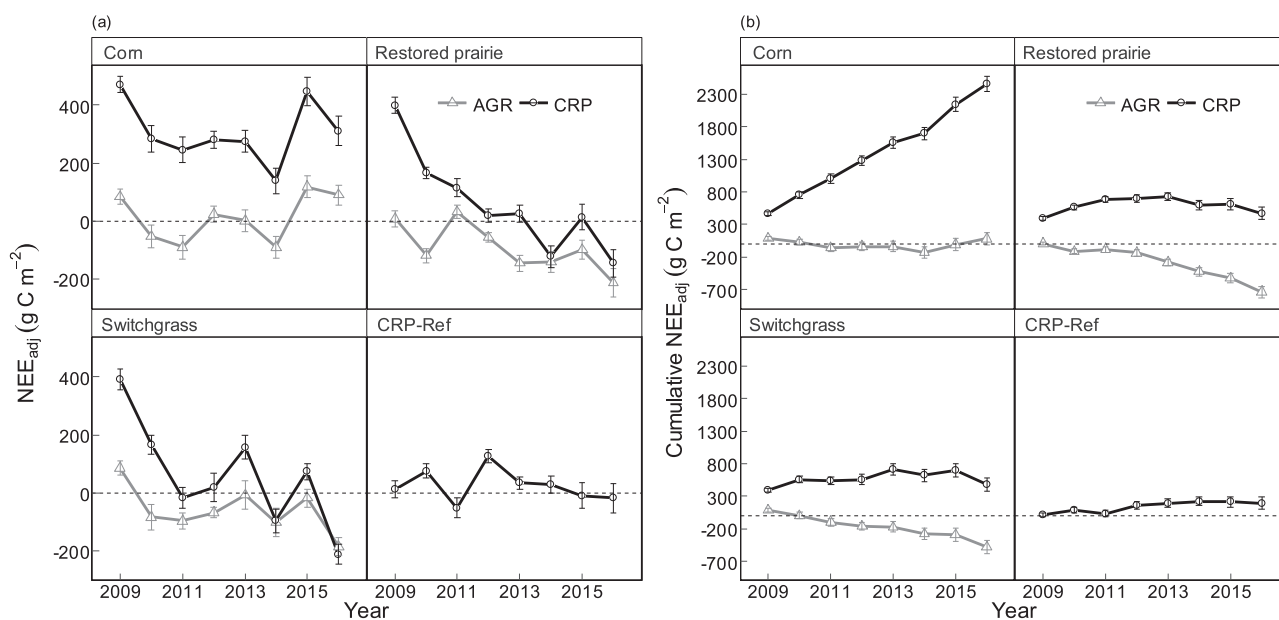 (a)
Corn
Restored prairie
AGR CRP
400
200
0
-200
Switchgrass
CRP-Ref
400
200
0
-200
2009 2011 2013 2015 2009 2011 2013 2015
Year
NEEadj (g C m−2)
(b)
Corn
Restored prairie
AGR CRP
2300
1800
1300
800
300
-200
-700
Switchgrass
CRP-Ref
2300
1800
1300
800
300
-200
-700
2009 2011 2013 2015 2009 2011 2013 2015
Year
Cumulative NEEadj (g C m−2)